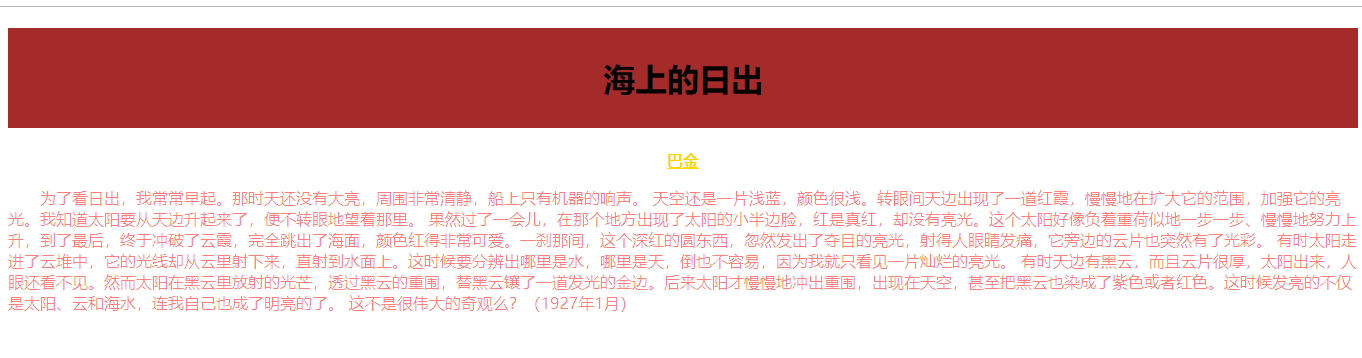 海上的日出
巴金
为了看日出，我常常早起。那时天还没有大亮，周围非常清静，船上只有机器的响声。 天空还是一片浅蓝，颜色很浅。转眼间天边出现了一道红霞，慢慢地在扩大它的范围，加强它的亮
光。我知道太阳要从天边升起来了，便不转眼地望着那里。 果然过了一会儿，在那个地方出现了太阳的小半边脸，红是真红，却没有亮光。这个太阳好像负着重荷似地一步一步、慢慢地努力上
升，到了最后，终于冲破了云霞，完全跳出了海面，颜色红得非常可爱。一刹那间，这个深红的圆东西，忽然发出了夺目的亮光，射得人眼睛发痛，它旁边的云片也突然有了光彩。 有时太阳走
进了云堆中，它的光线却从云里射下来，直射到水面上。这时候要分辨出哪里是水，哪里是天，倒也不容易，因为我就只看见一片灿烂的亮光。 有时天边有黑云，而且云片很厚，太阳出来，人
眼还看不见。然而太阳在黑云里放射的光芒，透过黑云的重围，替黑云镶了一道发光的金边。后来太阳才慢慢地冲出重围，出现在天空，甚至把黑云也染成了紫色或者红色。这时候发亮的不仅
是太阳、云和海水，连我自己也成了明亮的了。 这不是很伟大的奇观么？（1927年1月）